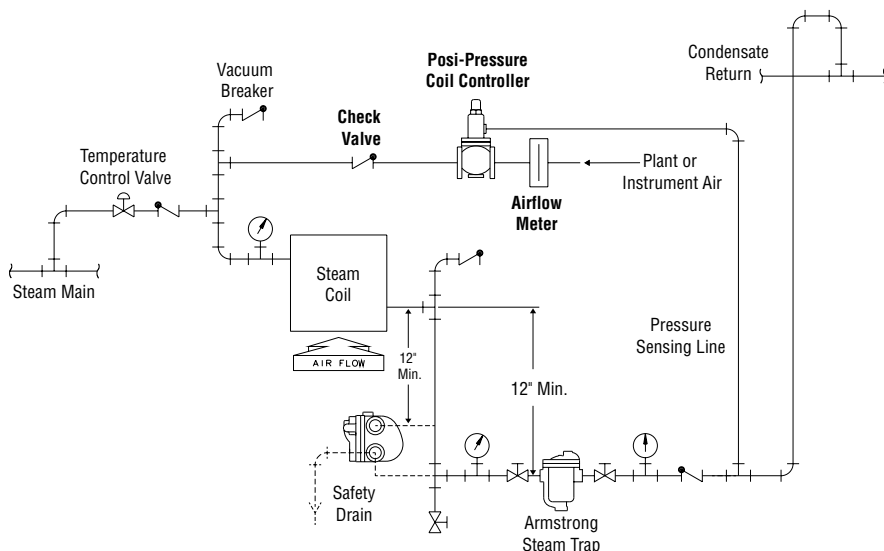 Posi-Pressure
Coil Controller
Condensate
Return
Vacuum
Breaker
Check
Valve
Temperature
Control Valve
Plant or
Instrument Air
Airflow
Meter
Steam Main
Steam
Coil
AIR FLOW
12"
Min.
12" Min.
Pressure
Sensing Line
Safety
Drain
Armstrong
Steam Trap